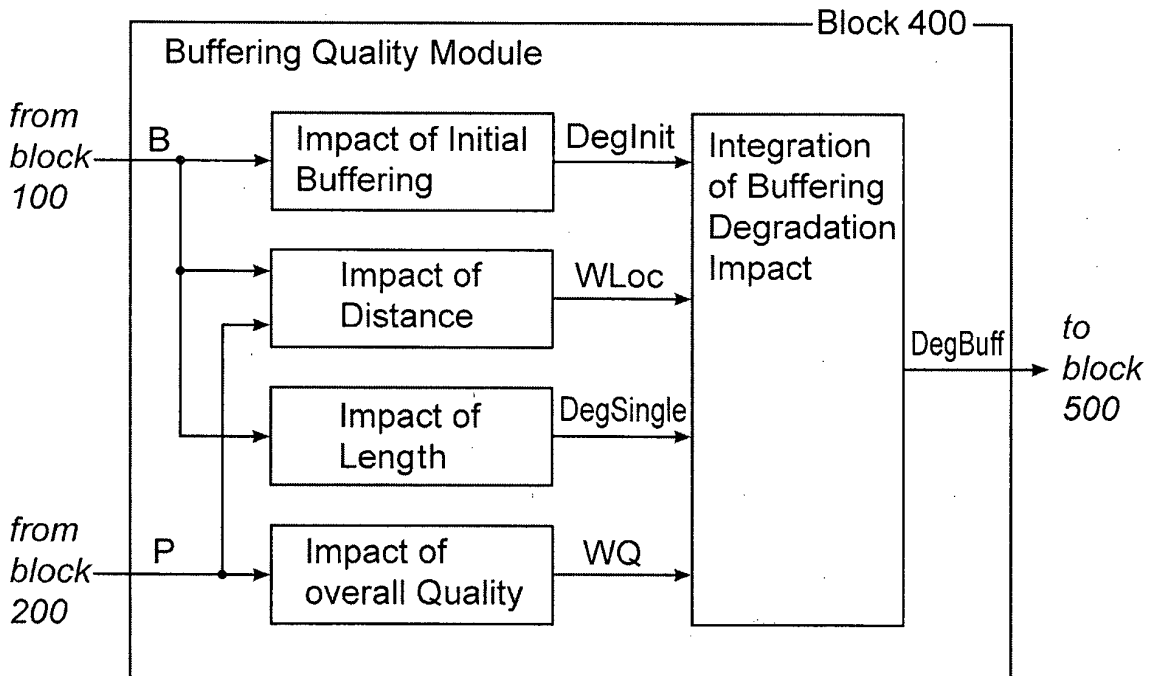 Block 400
Buffering Quality Module
from
block
100
B
Impact of Initial
Buffering
DegInit
Integration
of Buffering
Degradation
Impact
Impact of
Distance
WLoc
Impact of
Length
DegSingle
DegBuff
to
block
500
from
block
200
P
Impact of
overall Quality
WQ